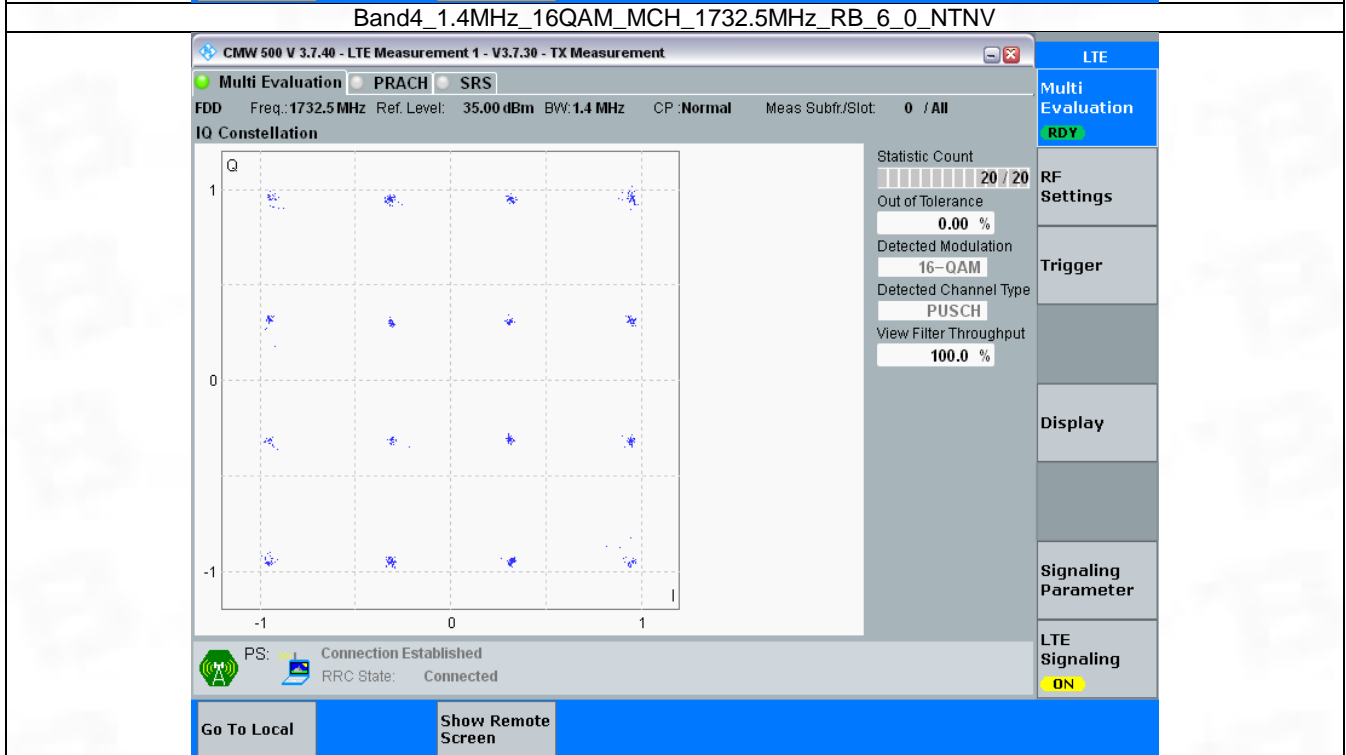 Band4_1.4MHz_16QAM_MCH_1732.5MHz_RB_6_0_NTNV
CMW 500 V 3.7.40 - LTE Measurement 1 - V3.7.30 - TX Measurement
LTE
Multi Evaluation PRACH SRS
Multi
Evaluation
RDY
FDD Freq.: 1732.5 MHz Ref. Level: 35.00 dBm BW: 1.4 MHz CP : Normal Meas Subfr./Slot: 0 / All
IQ Constellation
Q
1
0
-1
I
-1 0 1
Statistic Count
20 / 20
Out of Tolerance
0.00 %
Detected Modulation
16-QAM
Detected Channel Type
PUSCH
View Filter Throughput
100.0 %
RF
Settings
Trigger
Display
Signaling
Parameter
LTE
Signaling
ON
PS: Connection Established
RRC State: Connected
Go To Local
Show Remote
Screen